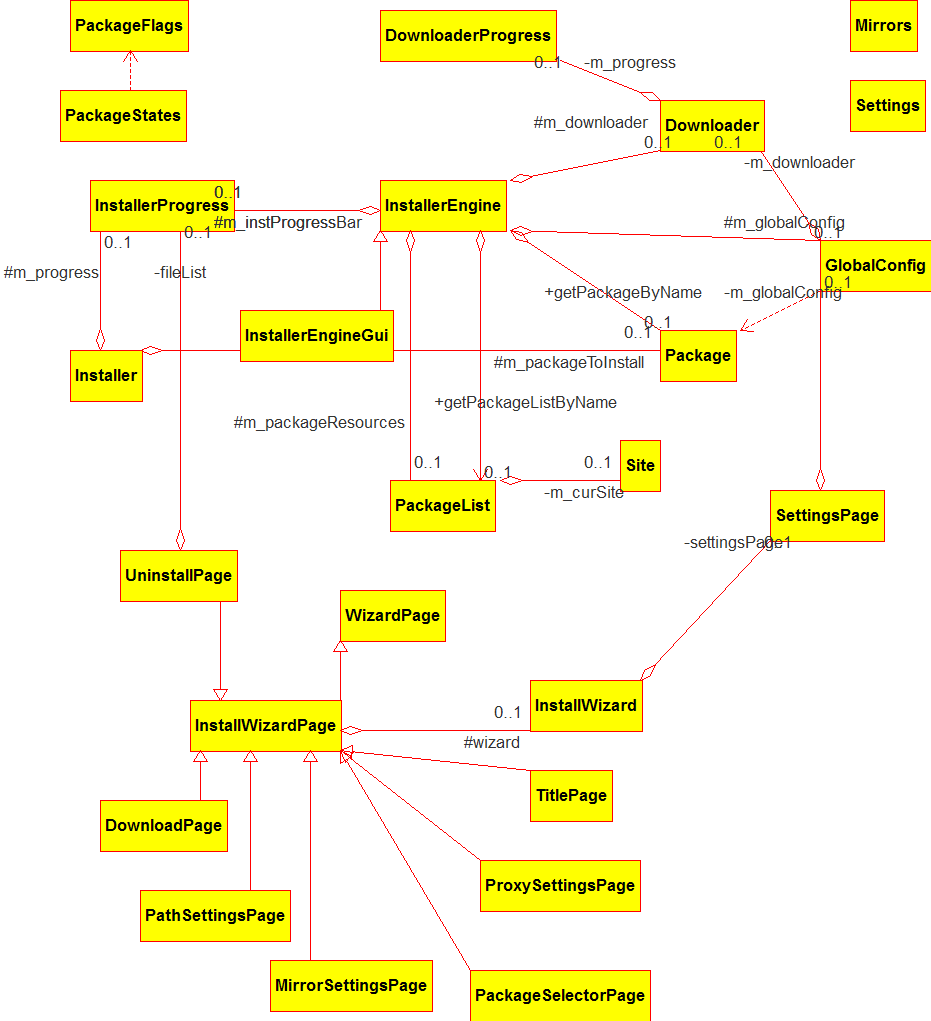 PackageFlags
DownloaderProgress
Mirrors
0..1
-m_progress
PackageStates
Settings
#m_downloader
Downloader
0..1
0..1
-m_downloader
InstallerProgress
0..1
#m_instProgressBar
InstallerEngine
#m_globalConfig
0..1
0..1
0..1
#m_progress
-fileList
GlobalConfig
0..1
+getPackageByName
-m_globalConfig
0..1
0..1
InstallerEngineGui
Package
#m_packageToInstall
Installer
+getPackageListByName
#m_packageResources
0..1
0..1
0..1
Site
-m_curSite
PackageList
SettingsPage
-settingsPage
0..1
UninstallPage
WizardPage
InstallWizardPage
0..1
#wizard
InstallWizard
TitlePage
DownloadPage
ProxySettingsPage
PathSettingsPage
MirrorSettingsPage
PackageSelectorPage